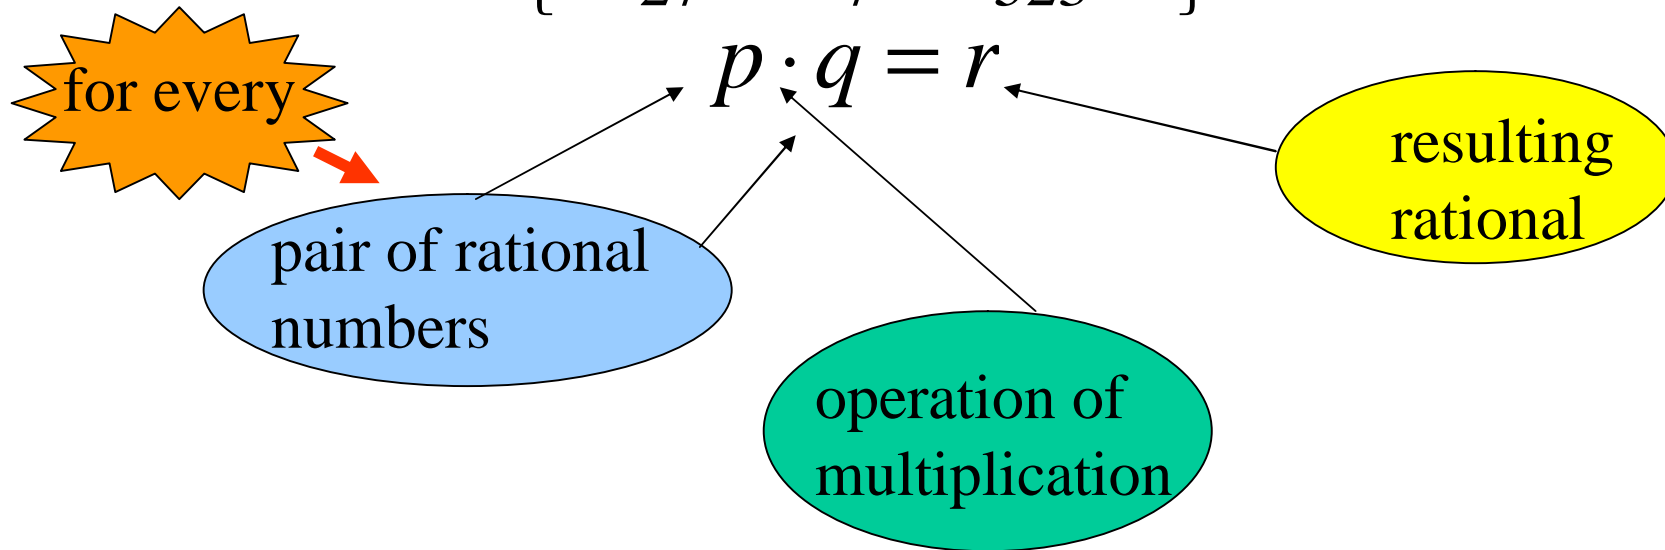 p · q = r
for every
resulting
rational
pair of rational
numbers
operation of
multiplication